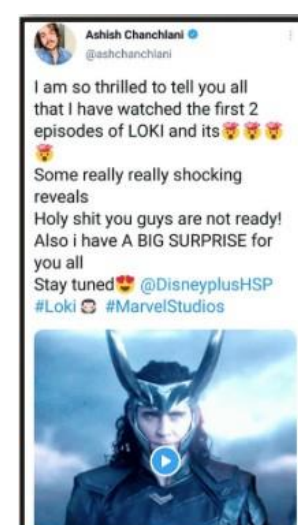 Ashish Chanchlani
@ashchanchlani
I am so thrilled to tell you all
that I have watched the first 2
episodes of LOKI and its🤯🤯🤯
🤯
Some really really shocking
reveals
Holy shit you guys are not ready!
Also i have A BIG SURPRISE for
you all
Stay tuned😍 @DisneyplusHSP
#Loki #MarvelStudios